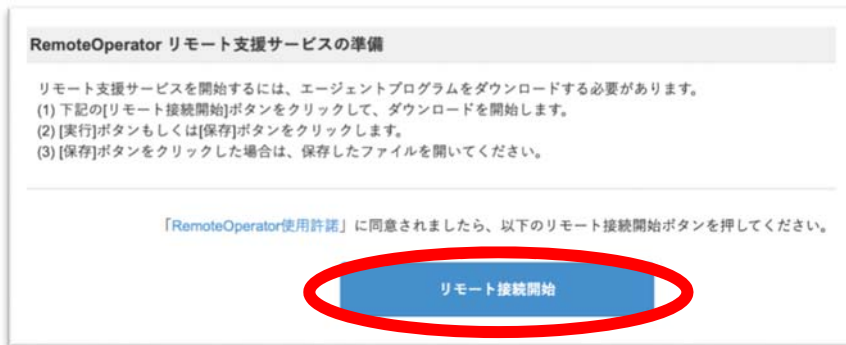 RemoteOperator リモート支援サービスの準備
リモート支援サービスを開始するには、エージェントプログラムをダウンロードする必要があります。
(1) 下記の[リモート接続開始]ボタンをクリックして、ダウンロードを開始します。
(2) [実行]ボタンもしくは[保存]ボタンをクリックします。
(3) [保存]ボタンをクリックした場合は、保存したファイルを開いてください。
「RemoteOperator使用許諾」に同意されましたら、以下のリモート接続開始ボタンを押してください。
リモート接続開始